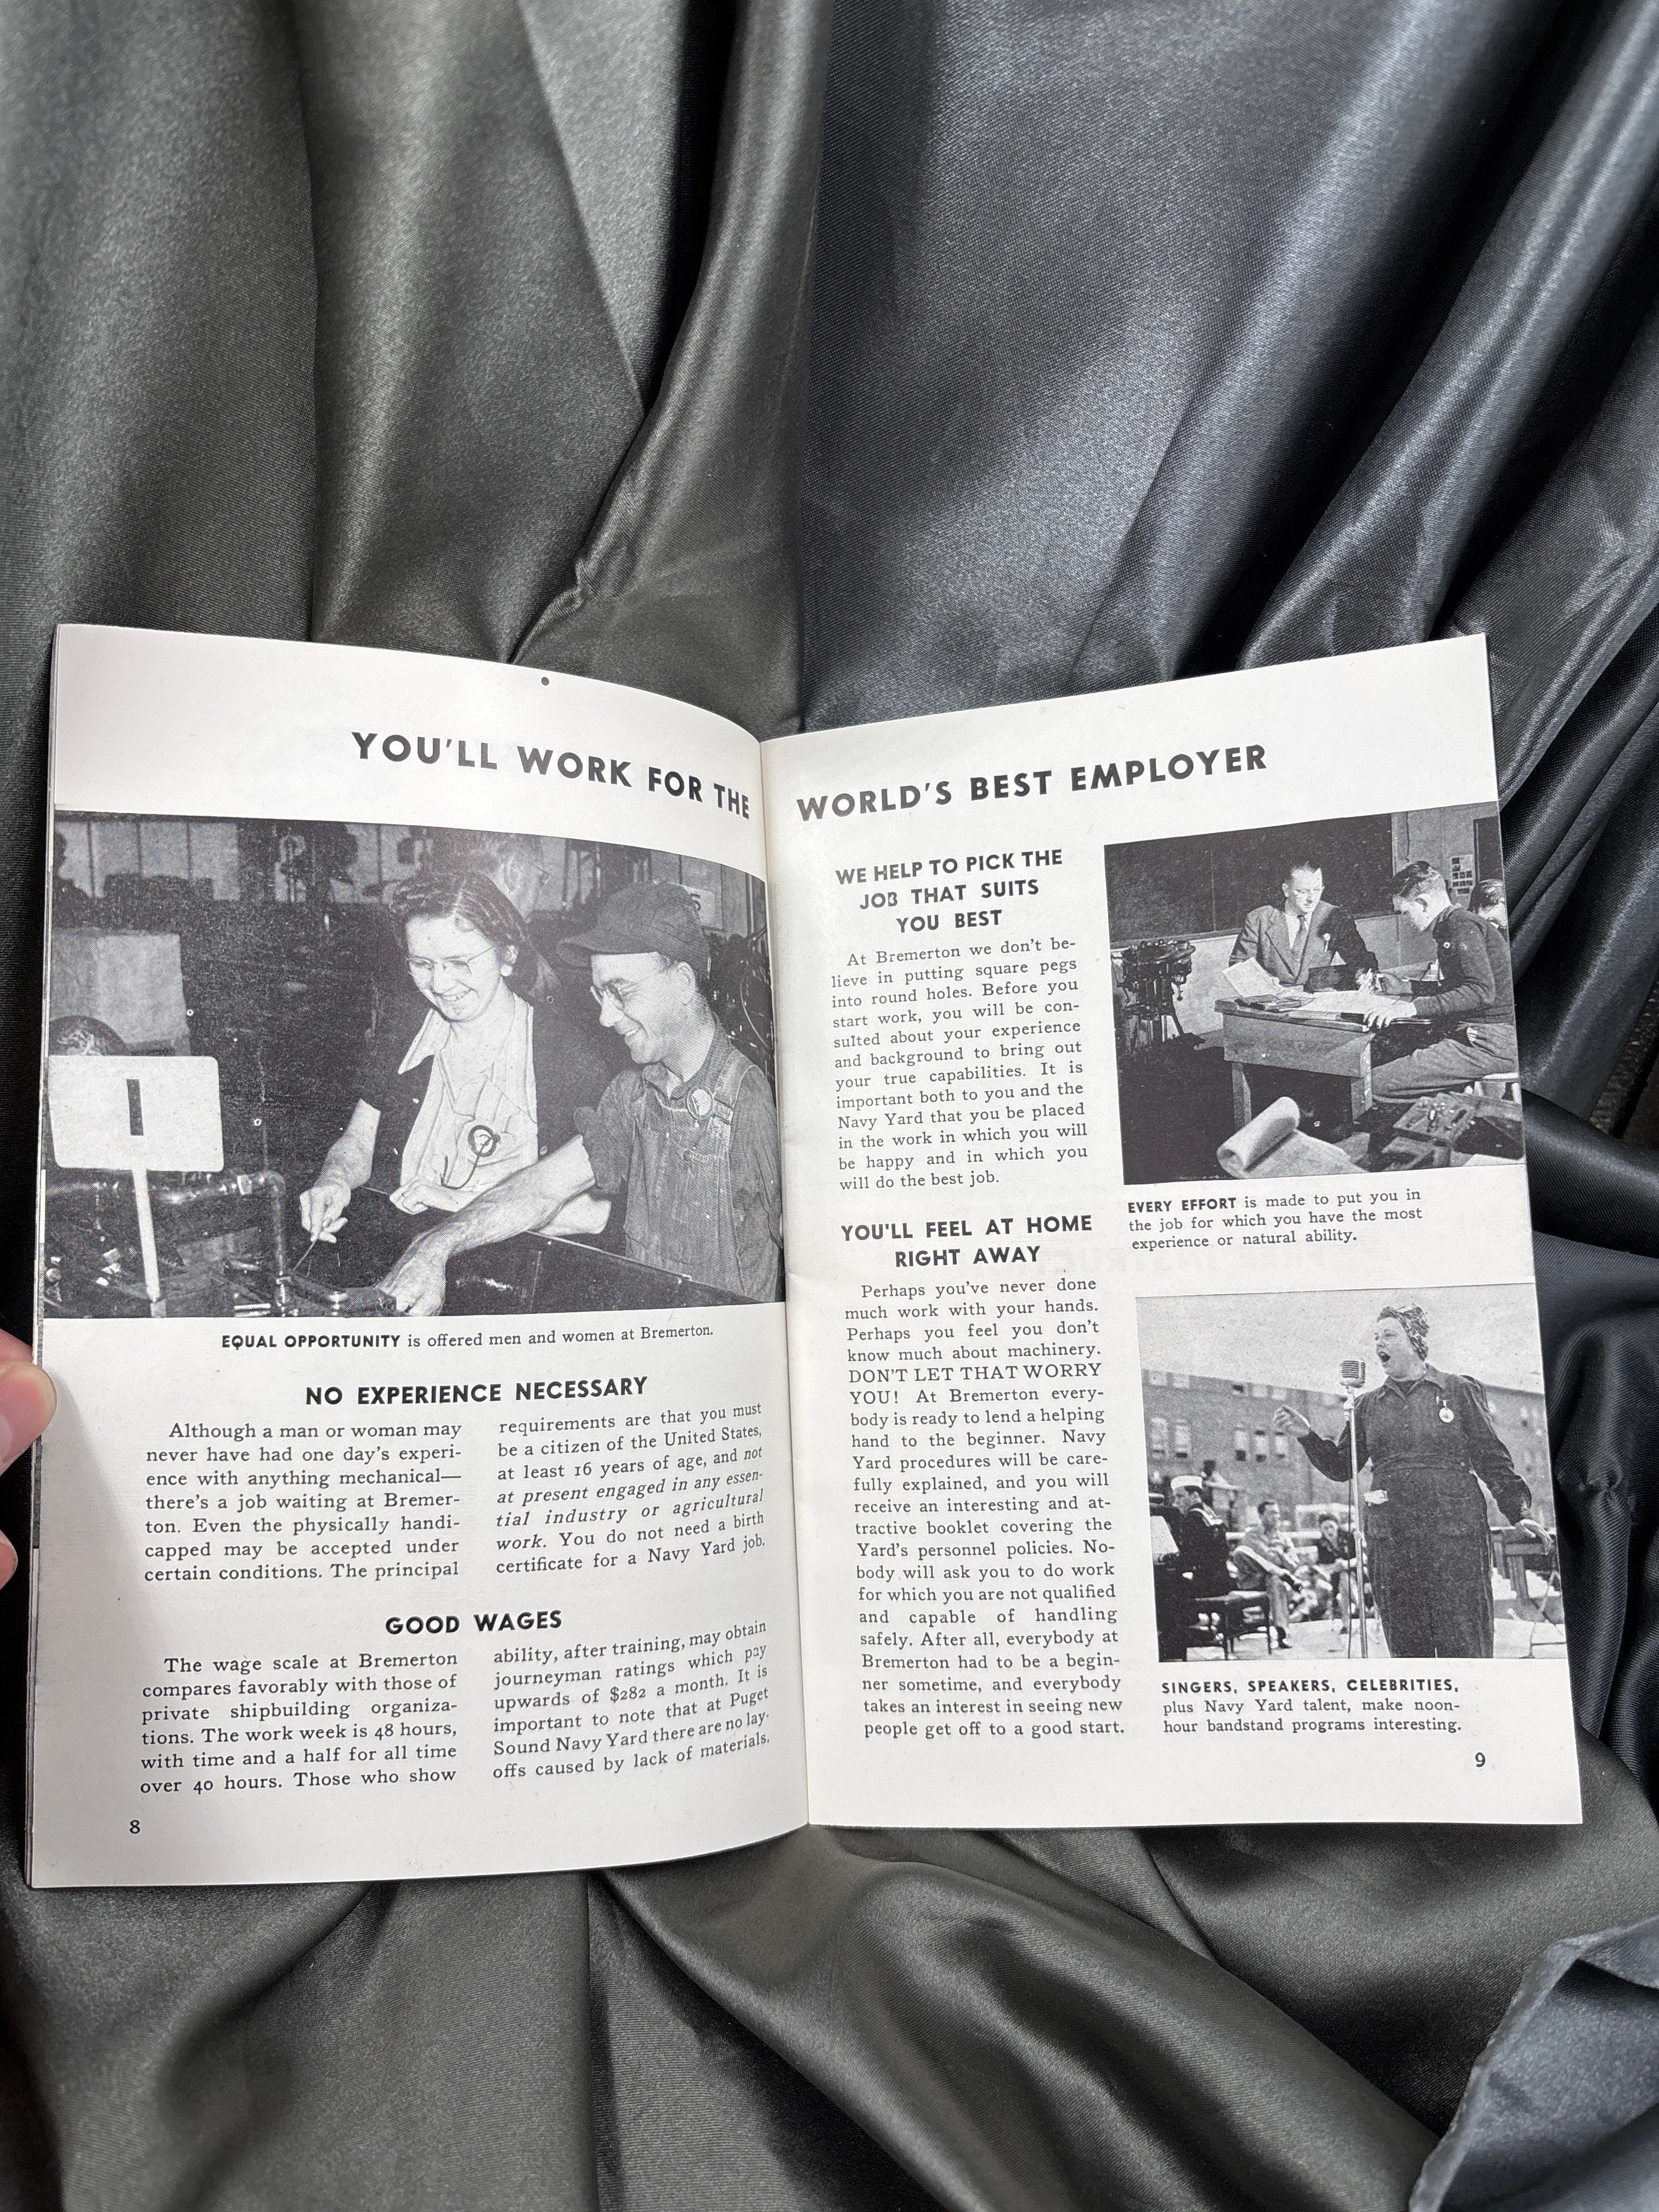 YOU'LL WORK FOR THE
EQUAL OPPORTUNITY is offered men and women at Bremerton.
NO EXPERIENCE NECESSARY
Although a man or woman may
never have had one day's experi-
ence with anything mechanical—
there's a job waiting at Bremer-
ton. Even the physically handi-
capped may be accepted under
certain conditions. The principal
requirements are that you must
be a citizen of the United States,
at least 16 years of age, and not
at present engaged in any essen-
tial industry or agricultural
work. You do not need a birth
certificate for a Navy Yard job.
GOOD WAGES
The wage scale at Bremerton
compares favorably with those of
private shipbuilding organiza-
tions. The work week is 48 hours,
with time and a half for all time
over 40 hours. Those who show
ability, after training, may obtain
journeyman ratings which pay
upwards of $282 a month. It is
important to note that at Puget
Sound Navy Yard there are no lay-
offs caused by lack of materials.
8
WORLD'S BEST EMPLOYER
WE HELP TO PICK THE
JOB THAT SUITS
YOU BEST
At Bremerton we don't be-
lieve in putting square pegs
into round holes. Before you
start work, you will be con-
sulted about your experience
and background to bring out
your true capabilities. It is
important both to you and the
Navy Yard that you be placed
in the work in which you will
be happy and in which you
will do the best job.
YOU'LL FEEL AT HOME
RIGHT AWAY
Perhaps you've never done
much work with your hands.
Perhaps you feel you don't
know much about machinery.
DON'T LET THAT WORRY
YOU! At Bremerton every-
body is ready to lend a helping
hand to the beginner. Navy
Yard procedures will be care-
fully explained, and you will
receive an interesting and at-
tractive booklet covering the
Yard's personnel policies. No-
body will ask you to do work
for which you are not qualified
and capable of handling
safely. After all, everybody at
Bremerton had to be a begin-
ner sometime, and everybody
takes an interest in seeing new
people get off to a good start.
EVERY EFFORT is made to put you in
the job for which you have the most
experience or natural ability.
SINGERS, SPEAKERS, CELEBRITIES,
plus Navy Yard talent, make noon-
hour bandstand programs interesting.
9